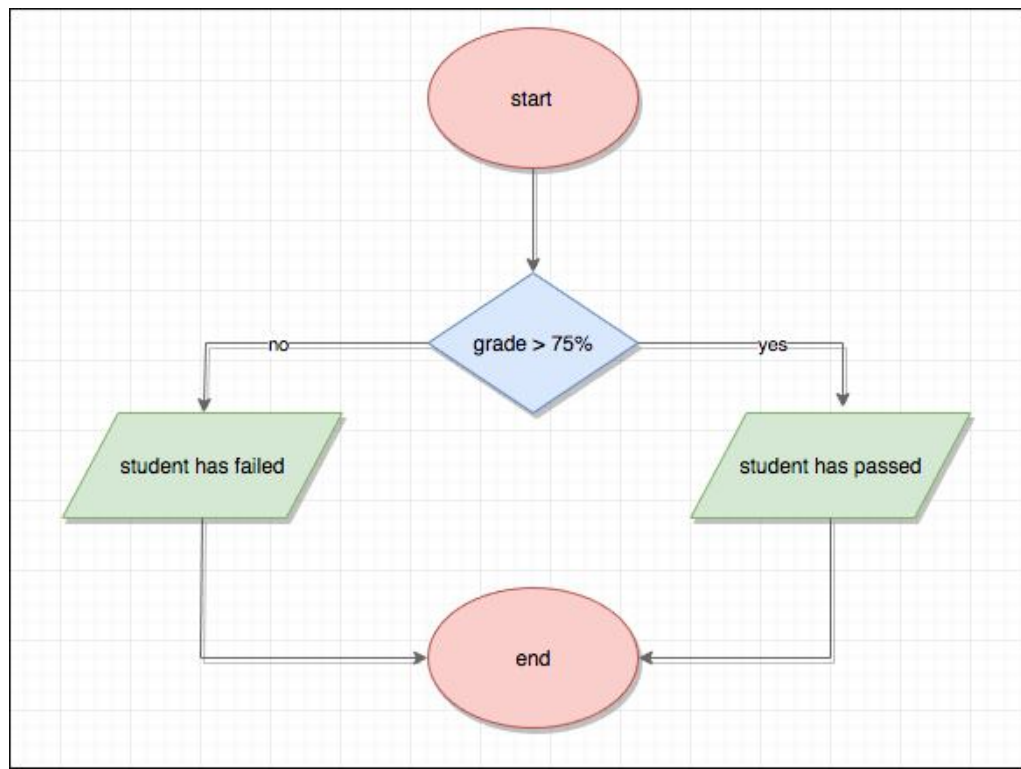 start
grade > 75%
no
yes
student has failed
student has passed
end